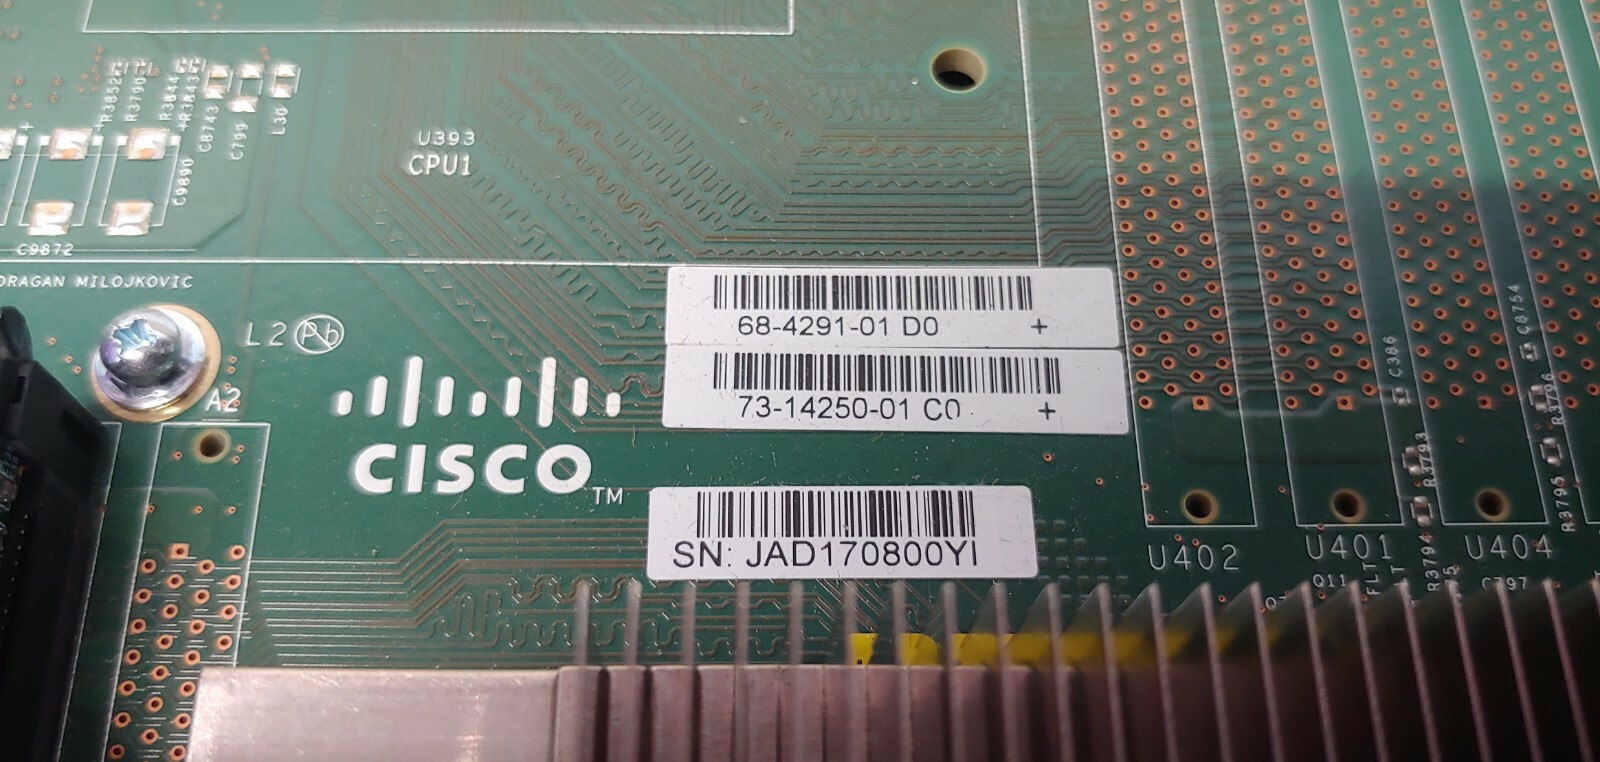 R3852
R3790
R3844
R3843
C8743
C799
L30
U393
CPU1
C9890
C9872
DRAGAN MILOJKOVIC
L2 Pb
A2
68-4291-01 D0 +
73-14250-01 C0 +
CISCO TM
SN: JAD170800YI
C386
C8754
R3796
R3793
R3795
R3794
U402
U401
U404
Q11
C797